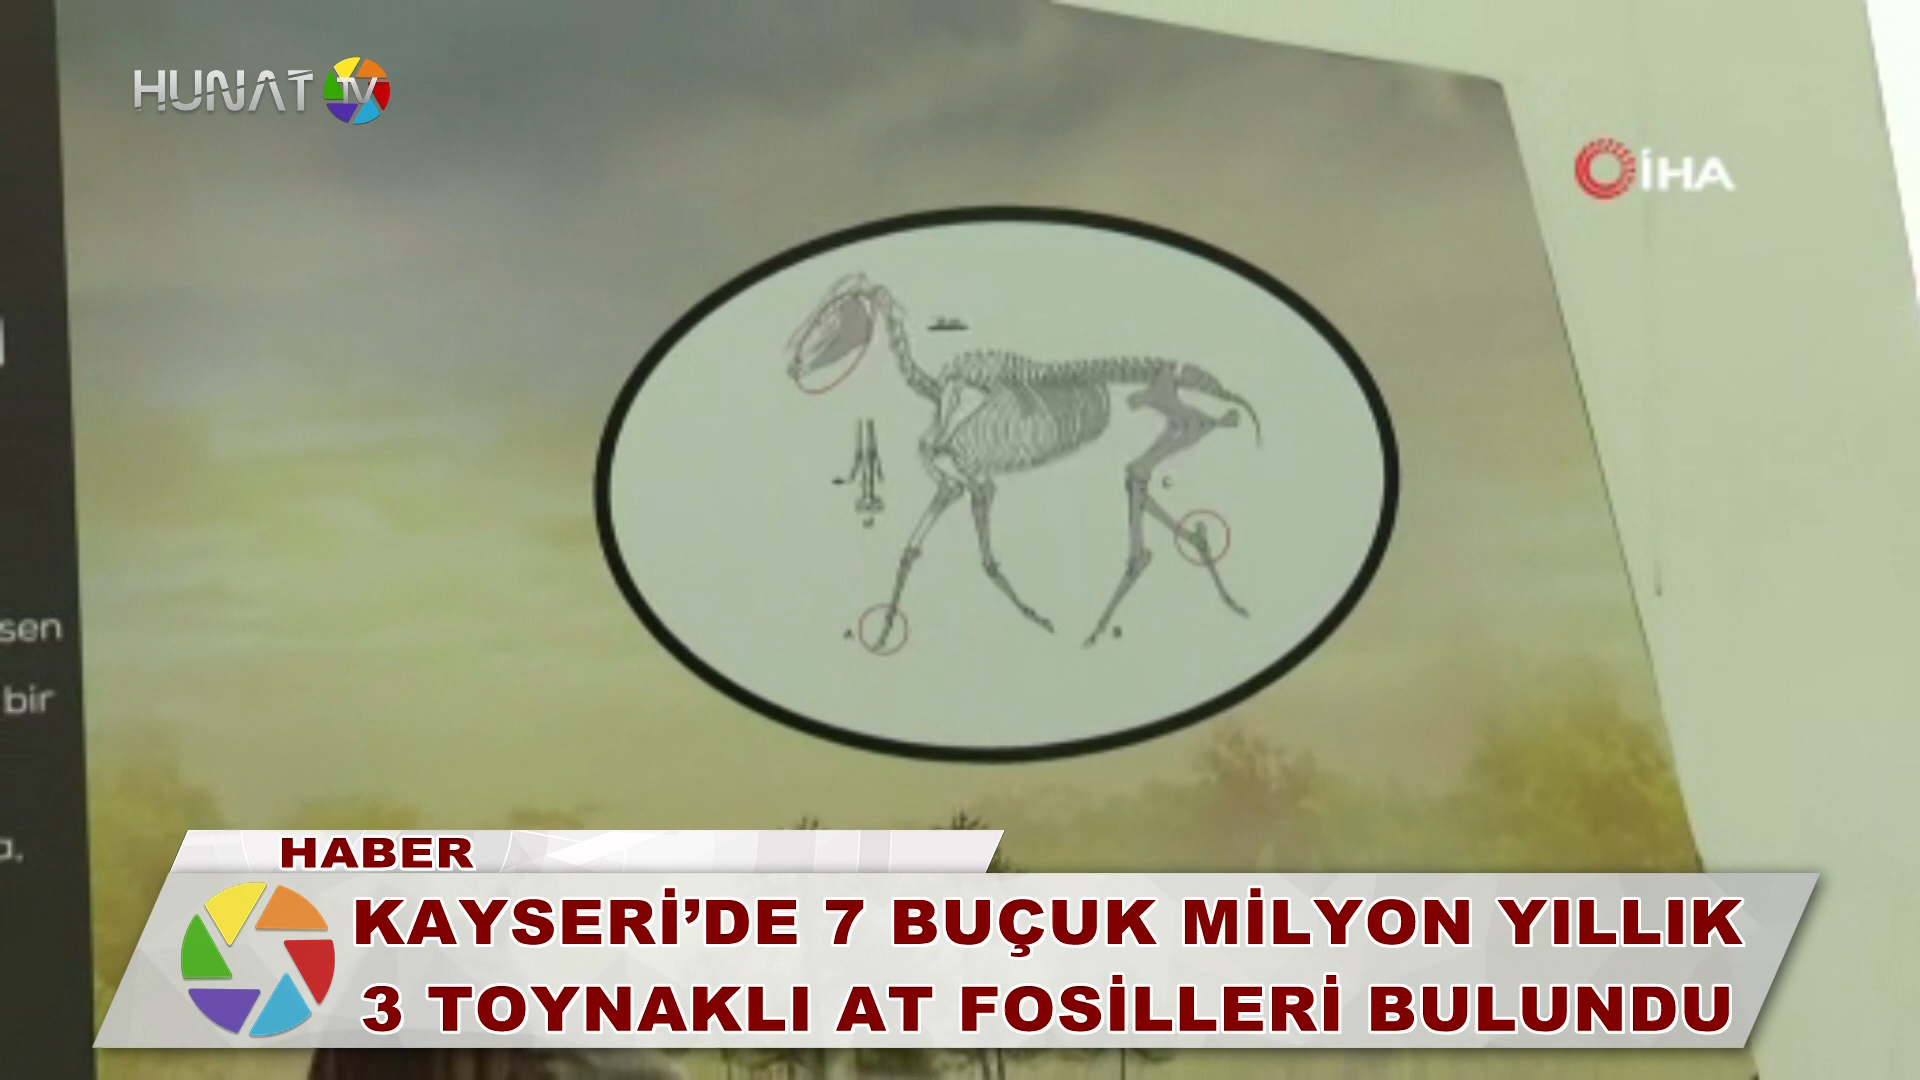 HUNAT TV
İHA
sen
bir
a.
HABER
KAYSERİ’DE 7 BUÇUK MİLYON YILLIK
3 TOYNAKLI AT FOSİLLERİ BULUNDU
A
B
C